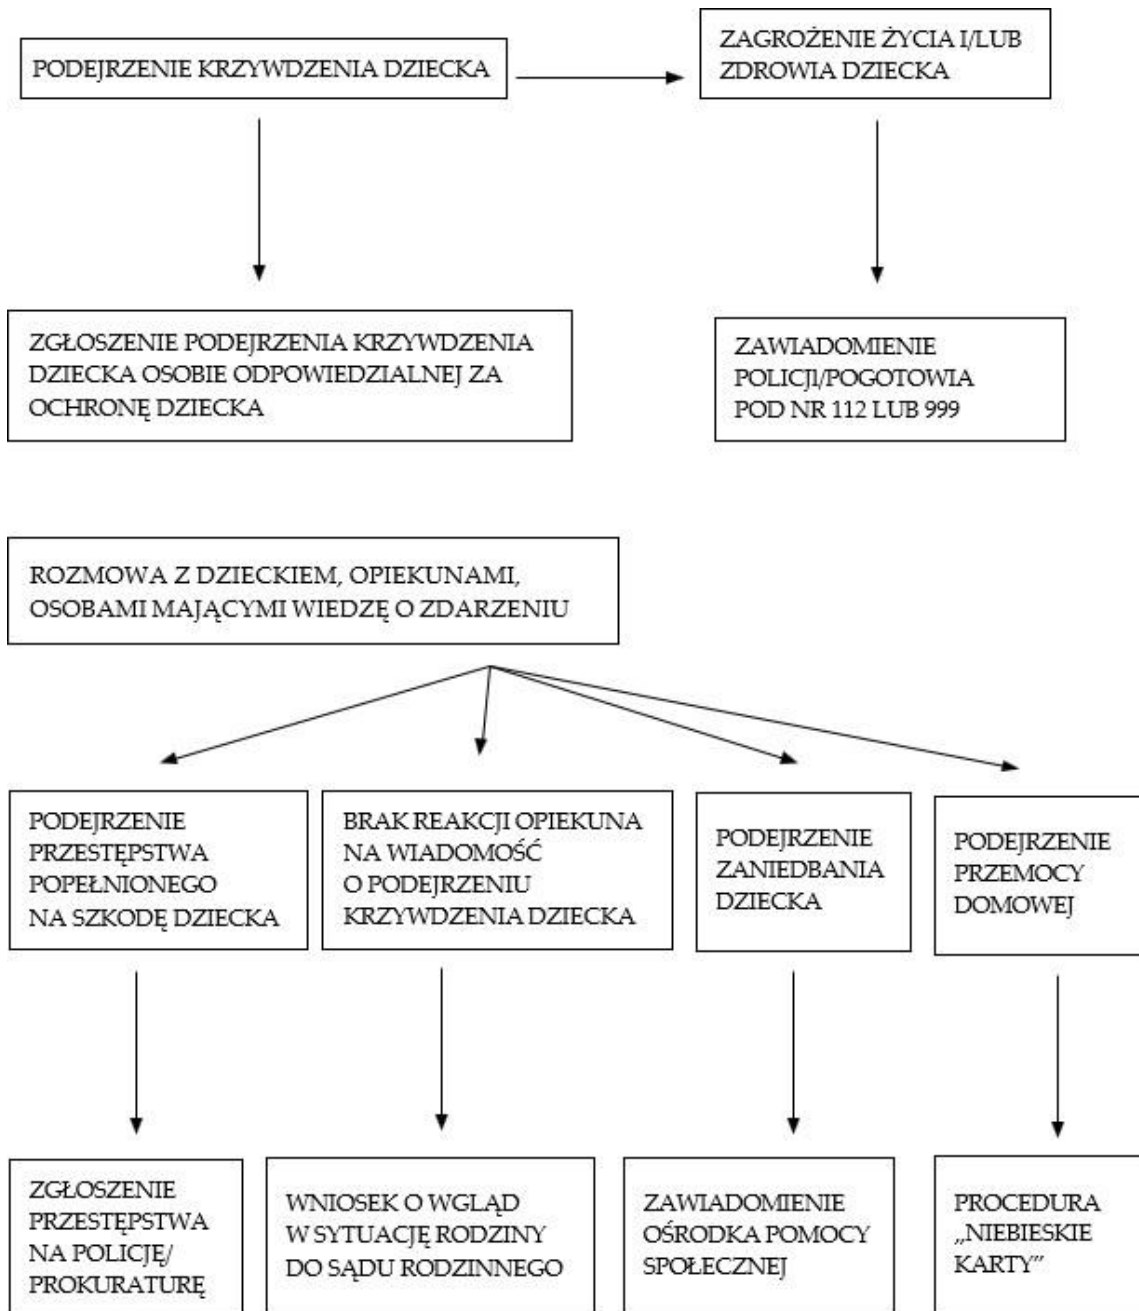 PODEJRZENIE KRZYWDZENIA DZIECKA
ZAGROŻENIE ŻYCIA I/LUB
ZDROWIA DZIECKA
ZGŁOSZENIE PODEJRZENIA KRZYWDZENIA
DZIECKA OSOBIE ODPOWIEDZIALNEJ ZA
OCHRONĘ DZIECKA
ZAWIADOMIENIE
POLICJI/POGOTOWIA
POD NR 112 LUB 999
ROZMOWA Z DZIECKIEM, OPIEKUNAMI,
OSOBAMI MAJĄCYMI WIEDZĘ O ZDARZENIU
PODEJRZENIE
PRZESTĘPSTWA
POPEŁNIONEGO
NA SZKODĘ DZIECKA
BRAK REAKCJI OPIEKUNA
NA WIADOMOŚĆ
O PODEJRZENIU
KRZYWDZENIA DZIECKA
PODEJRZENIE
ZANIEDBANIA
DZIECKA
PODEJRZENIE
PRZEMOCY
DOMOWEJ
ZGŁOSZENIE
PRZESTĘPSTWA
NA POLICJĘ/
PROKURATURĘ
WNIOSEK O WGLĄD
W SYTUACJĘ RODZINY
DO SĄDU RODZINNEGO
ZAWIADOMIENIE
OŚRODKA POMOCY
SPOŁECZNEJ
PROCEDURA
„NIEBIESKIE
KARTY”